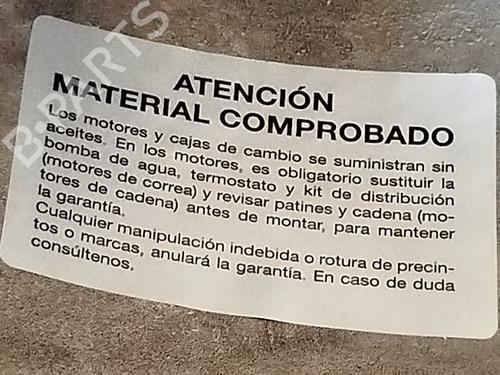 B-PARTS
ATENCIÓN
MATERIAL COMPROBADO
Los motores y cajas de cambio se suministran sin
aceites. En los motores, es obligatorio sustituir la
bomba de agua, termostato y kit de distribución
(motores de correa) y revisar patines y cadena (mo-
tores de cadena) antes de montar, para mantener
la garantía.
Cualquier manipulación indebida o rotura de precin-
tos o marcas, anulará la garantía. En caso de duda
consúltenos.